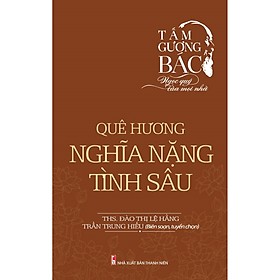 TẤM
GƯƠNG
BÁC
Ngọc quý
của mọi nhà
QUÊ HƯƠNG
NGHĨA NẶNG
TÌNH SÂU
THS. ĐÀO THỊ LỆ HẰNG
TRẦN TRUNG HIẾU (Biên soạn, tuyển chọn)
NHÀ XUẤT BẢN THANH NIÊN